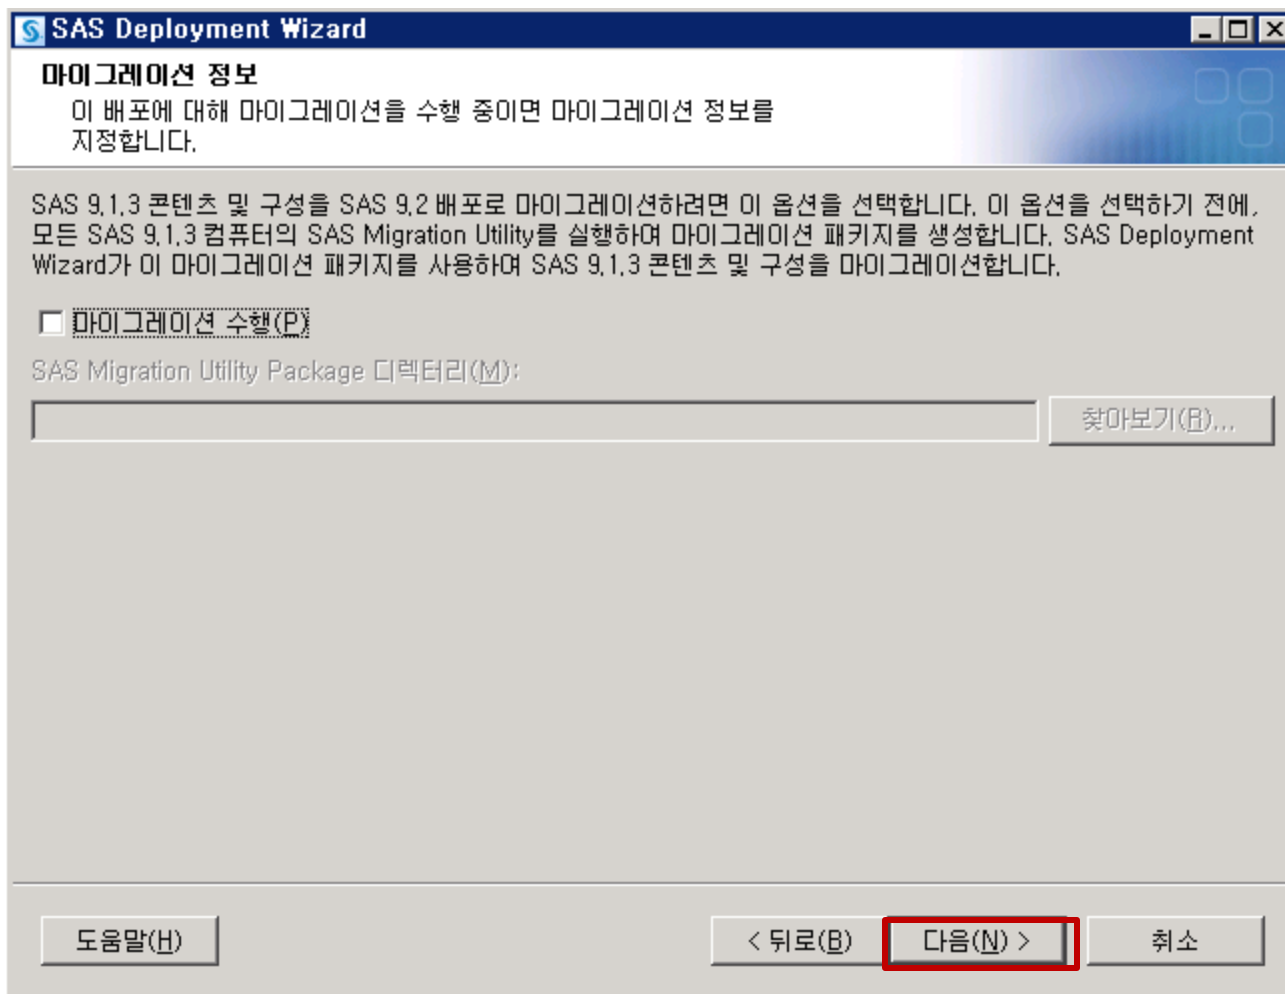 SAS Deployment Wizard
마이그레이션 정보
이 배포에 대해 마이그레이션을 수행 중이면 마이그레이션 정보를
지정합니다.
SAS 9.1.3 콘텐츠 및 구성을 SAS 9.2 배포로 마이그레이션하려면 이 옵션을 선택합니다. 이 옵션을 선택하기 전에,
모든 SAS 9.1.3 컴퓨터의 SAS Migration Utility를 실행하여 마이그레이션 패키지를 생성합니다. SAS Deployment
Wizard가 이 마이그레이션 패키지를 사용하여 SAS 9.1.3 콘텐츠 및 구성을 마이그레이션합니다.
마이그레이션 수행(P)
SAS Migration Utility Package 디렉터리(M):
찾아보기(R)...
도움말(H)
< 뒤로(B)
다음(N) >
취소